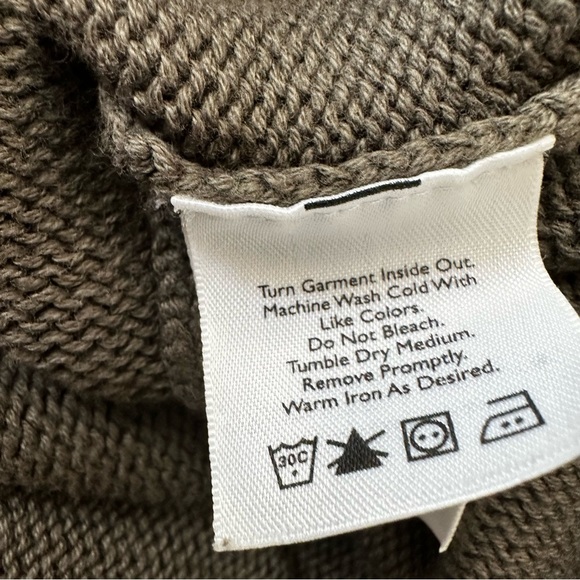 Turn Garment Inside Out.
Machine Wash Cold With
Like Colors.
Do Not Bleach.
Tumble Dry Medium.
Remove Promptly.
Warm Iron As Desired.
30C